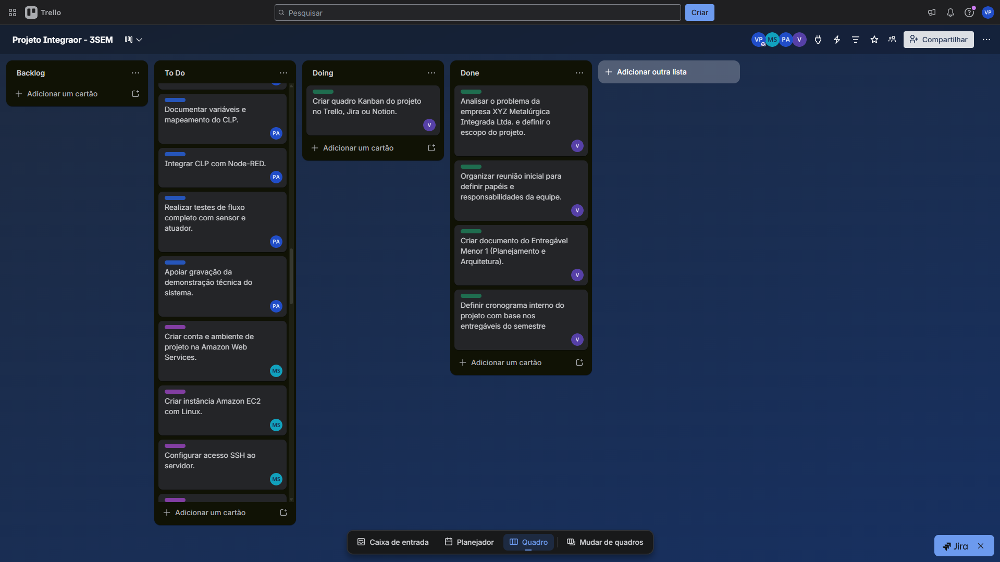 Trello
Pesquisar
Criar
VP
Projeto Integraor - 3SEM
VP
MS
PA
V
Compartilhar
Backlog
Adicionar um cartão
To Do
Documentar variáveis e
mapeamento do CLP.
PA
Integrar CLP com Node-RED.
PA
Realizar testes de fluxo
completo com sensor e
atuador.
PA
Apoiar gravação da
demonstração técnica do
sistema.
PA
Criar conta e ambiente de
projeto na Amazon Web
Services.
MS
Criar instância Amazon EC2
com Linux.
MS
Configurar acesso SSH ao
servidor.
MS
Adicionar um cartão
Doing
Criar quadro Kanban do projeto
no Trello, Jira ou Notion.
V
Adicionar um cartão
Done
Analisar o problema da
empresa XYZ Metalúrgica
Integrada Ltda. e definir o
escopo do projeto.
V
Organizar reunião inicial para
definir papéis e
responsabilidades da equipe.
V
Criar documento do Entregável
Menor 1 (Planejamento e
Arquitetura).
V
Definir cronograma interno do
projeto com base nos
entregáveis do semestre
V
Adicionar um cartão
Adicionar outra lista
Caixa de entrada
Planejador
Quadro
Mudar de quadros
Jira